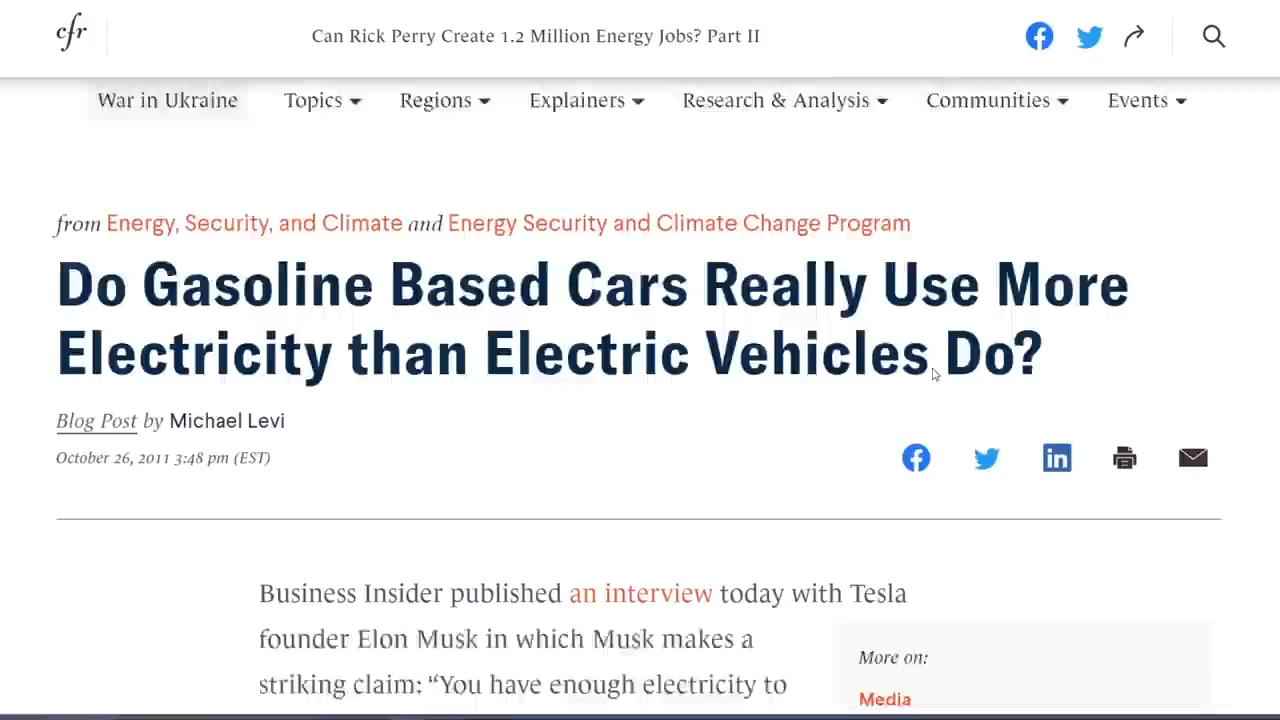 cfr
Can Rick Perry Create 1.2 Million Energy Jobs? Part II
War in Ukraine Topics Regions Explainers Research & Analysis Communities Events
from Energy, Security, and Climate and Energy Security and Climate Change Program
Do Gasoline Based Cars Really Use More
Electricity than Electric Vehicles Do?
Blog Post by Michael Levi
October 26, 2011 3:48 pm (EST)
in
Business Insider published an interview today with Tesla
founder Elon Musk in which Musk makes a
striking claim: “You have enough electricity to
More on:
Media